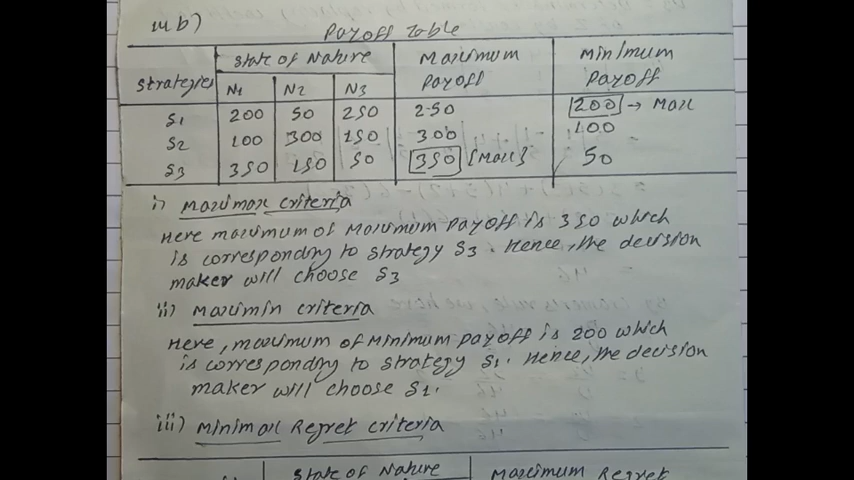 111 b)
Payoff Table
Strategies | State of Nature | Maximum Payoff | Minimum Payoff
N1 | N2 | N3
S1 | 200 | 50 | 250 | 250 | 200 → Max
S2 | 100 | 300 | 150 | 300 | 100
S3 | 350 | 150 | 50 | 350 [Max] | 50
i) Maximax criteria
Here maximum of Maximum Payoff is 350 which
is corresponding to strategy S3. Hence, the decision
maker will choose S3
ii) Maximin criteria
Here, maximum of Minimum Payoff is 200 which
is corresponding to strategy S1. Hence, the decision
maker will choose S1.
iii) Minimax Regret criteria
State of Nature | Maximum Regret